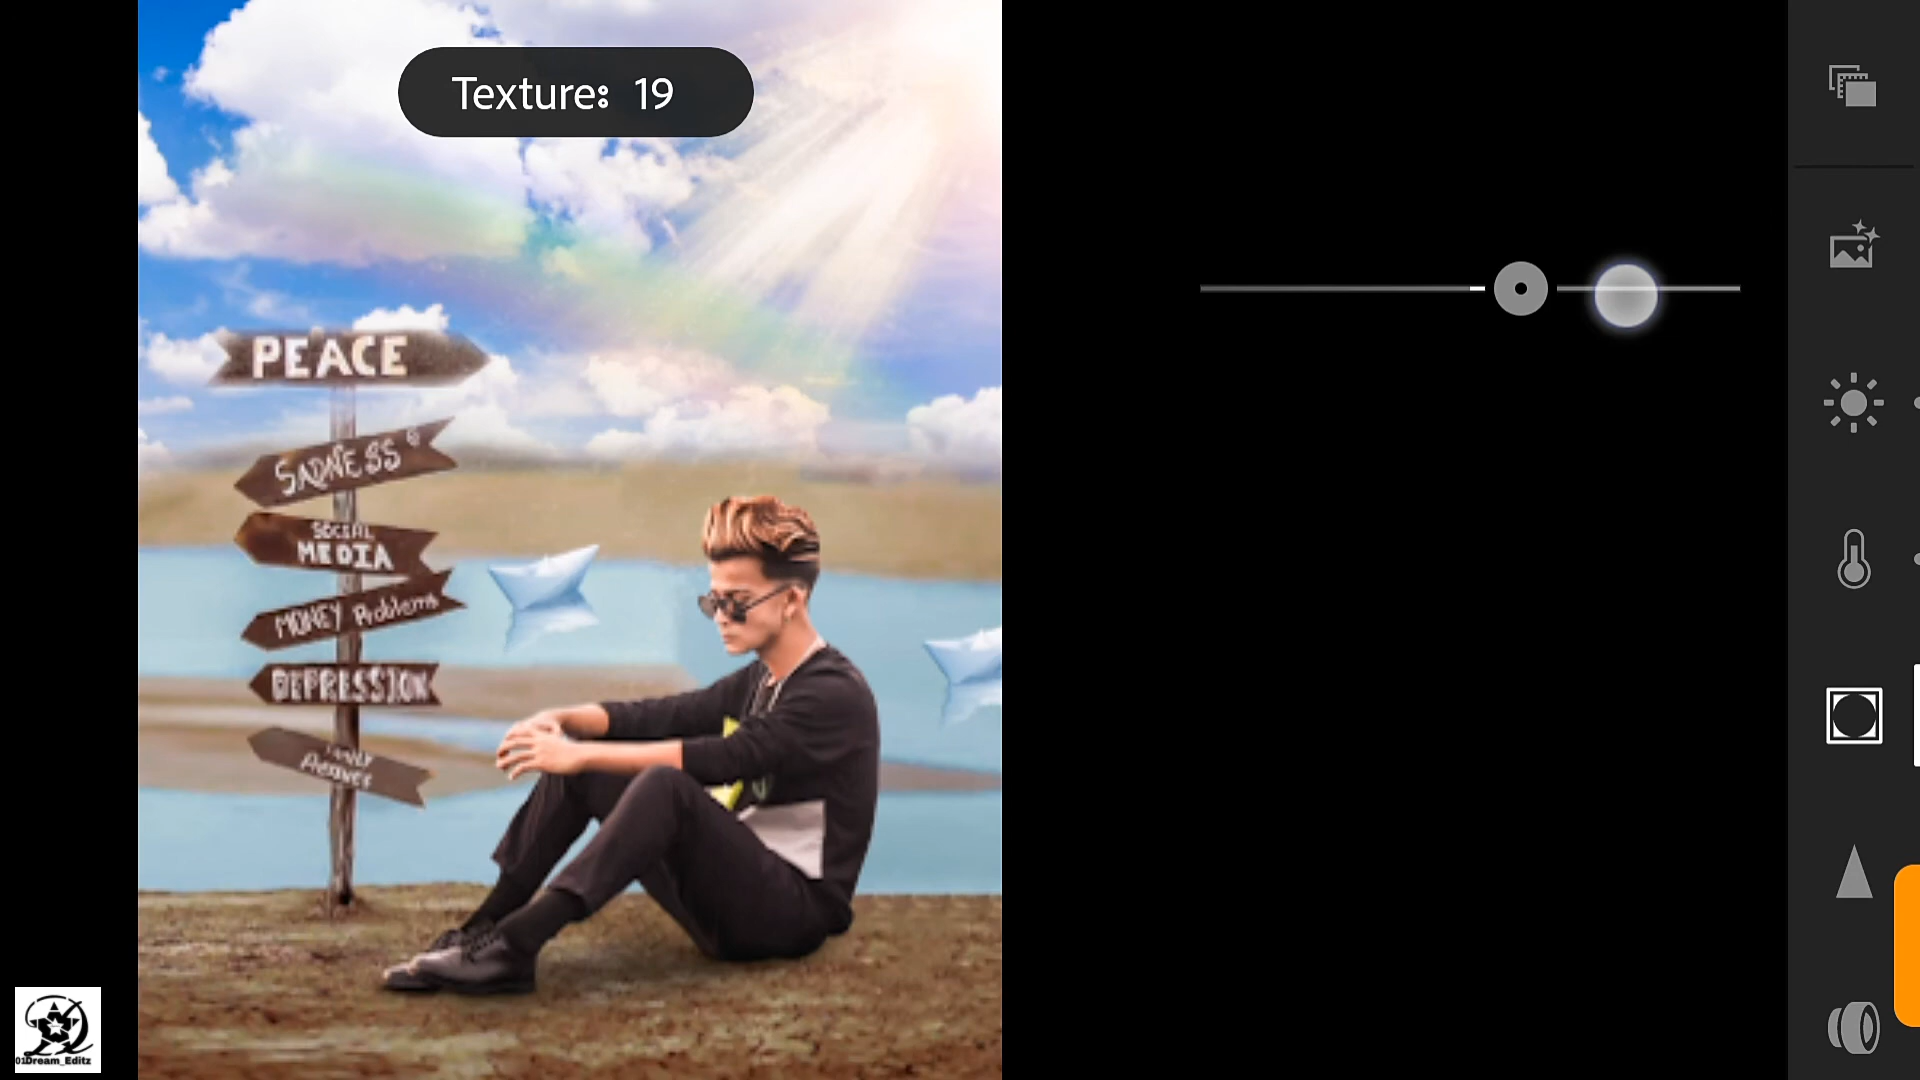 Texture: 19
PEACE
SADNESS
SOCIAL
MEDIA
MONEY Problems
DEPRESSION
01Dream_Editz